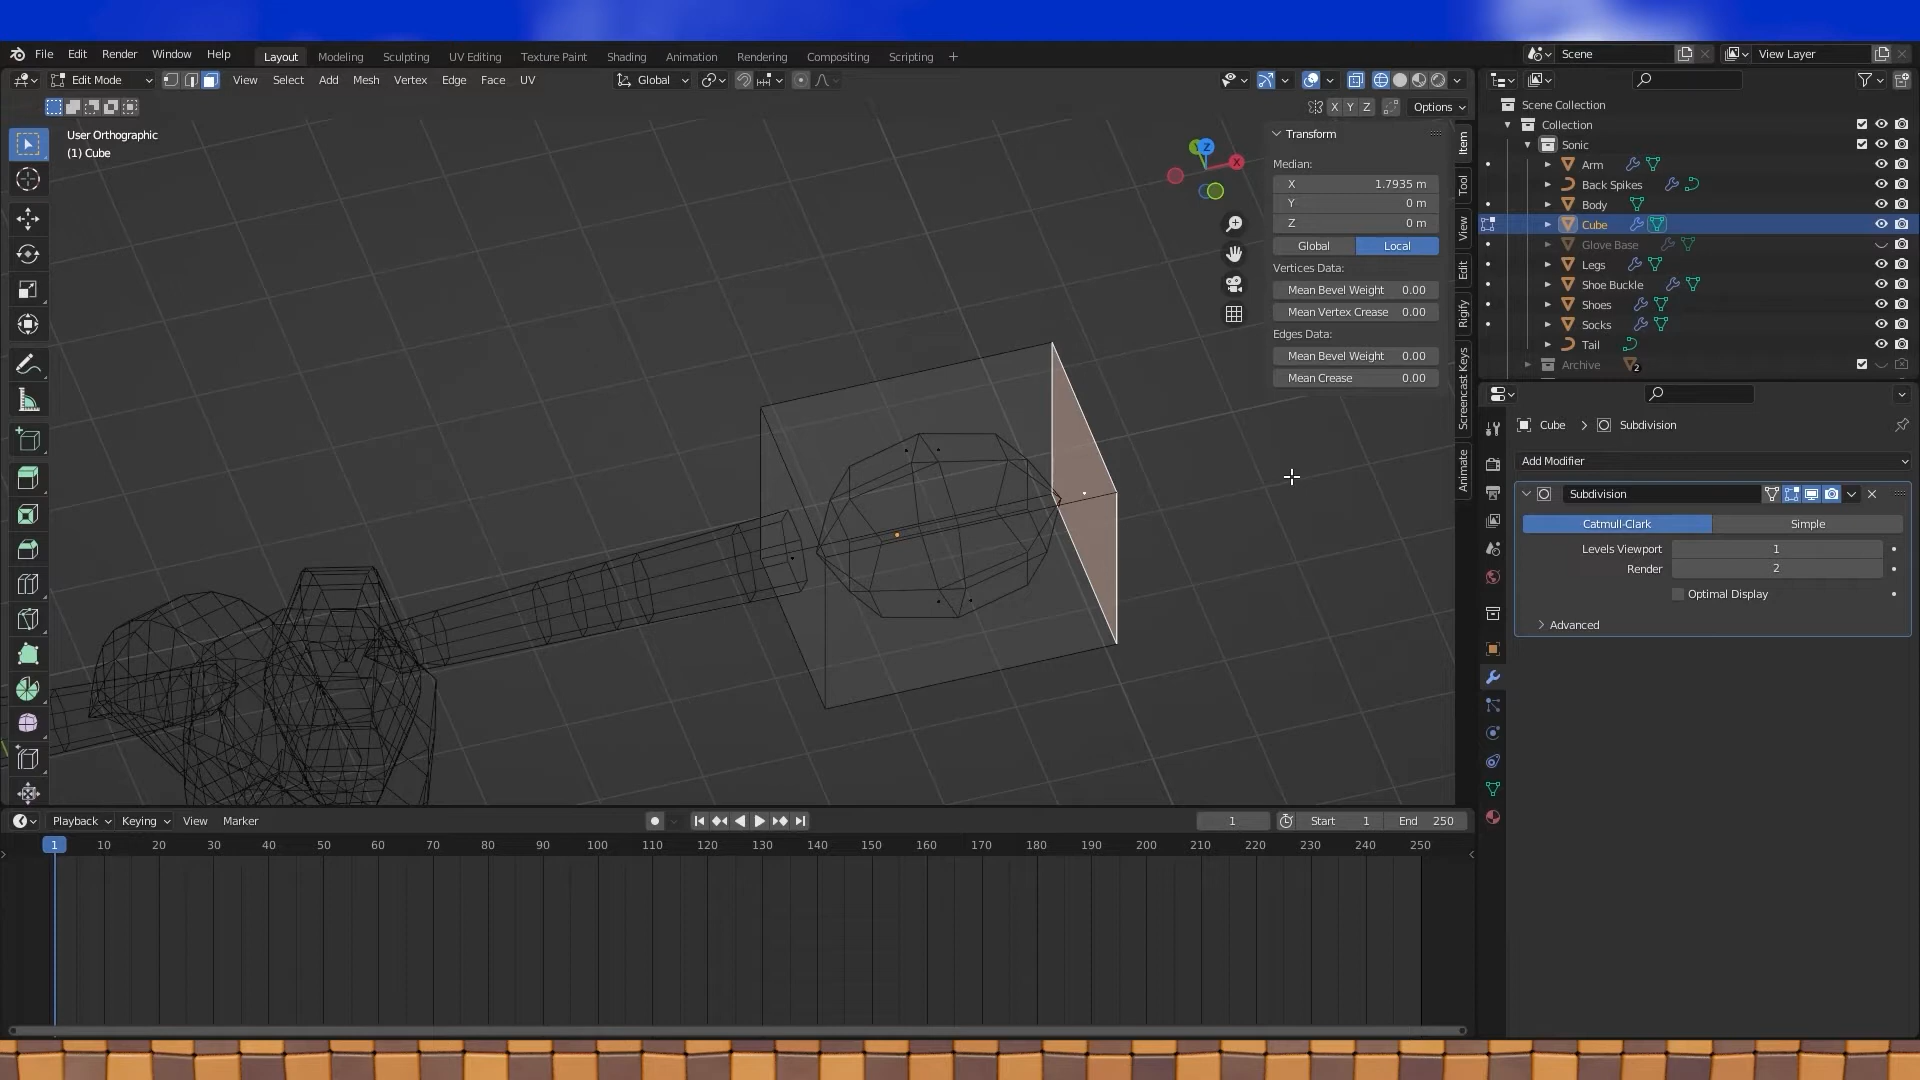 File Edit Render Window Help Layout Modeling Sculpting UV Editing Texture Paint Shading Animation Rendering Compositing Scripting + Scene View Layer
Edit Mode View Select Add Mesh Vertex Edge Face UV Global
X Y Z Options
User Orthographic
(1) Cube
Z
X
Transform
Median:
X 1.7935 m
Y 0 m
Z 0 m
Global Local
Vertices Data:
Mean Bevel Weight 0.00
Mean Vertex Crease 0.00
Edges Data:
Mean Bevel Weight 0.00
Mean Crease 0.00
Item
Tool
View
Edit
Rigify
Screencast Keys
Animate
Scene Collection
Collection
Sonic
Arm
Back Spikes
Body
Cube
Glove Base
Legs
Shoe Buckle
Shoes
Socks
Tail
Archive 2
Cube > Subdivision
Add Modifier
Subdivision
Catmull-Clark Simple
Levels Viewport 1
Render 2
Optimal Display
Advanced
Playback Keying View Marker 1 Start 1 End 250
1 10 20 30 40 50 60 70 80 90 100 110 120 130 140 150 160 170 180 190 200 210 220 230 240 250